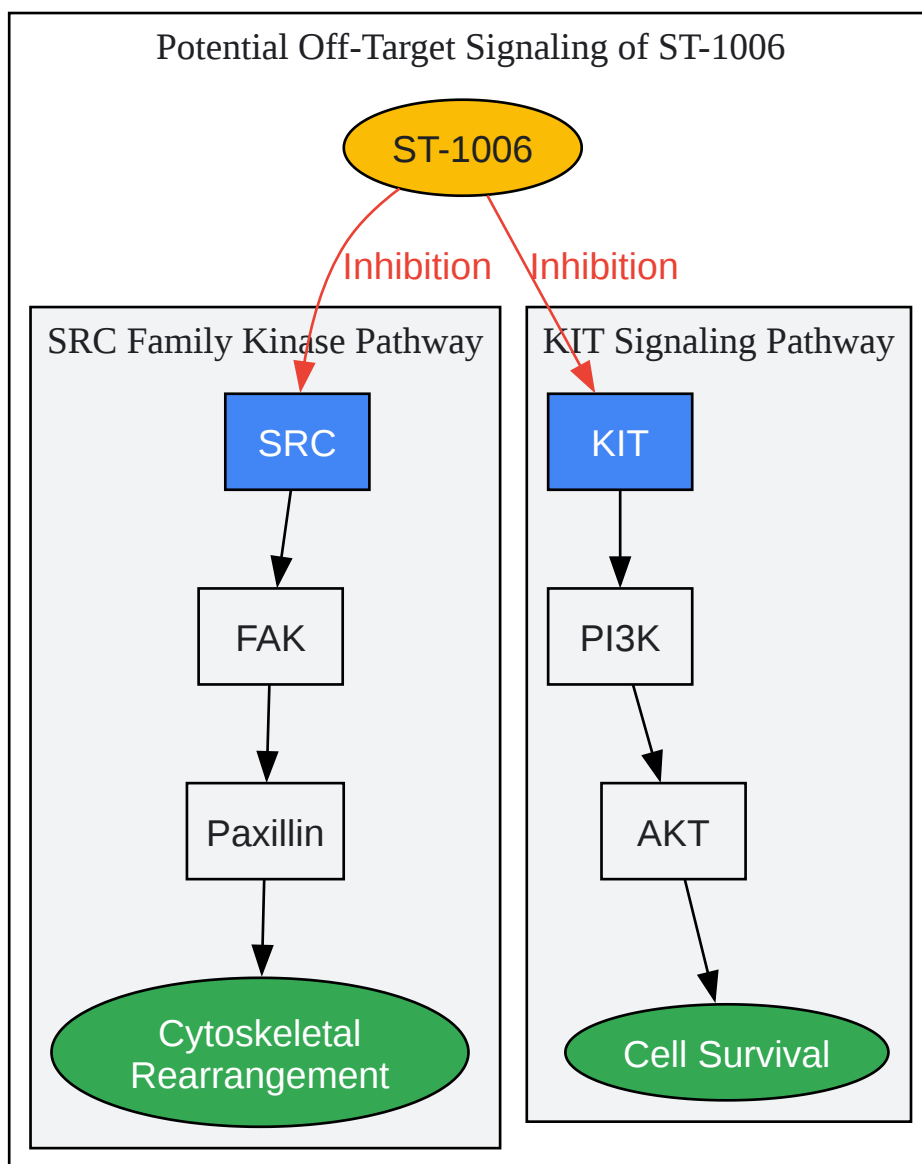 Potential Off-Target Signaling of ST-1006
ST-1006
Inhibition
Inhibition
SRC Family Kinase Pathway
SRC
FAK
Paxillin
Cytoskeletal
Rearrangement
KIT Signaling Pathway
KIT
PI3K
AKT
Cell Survival